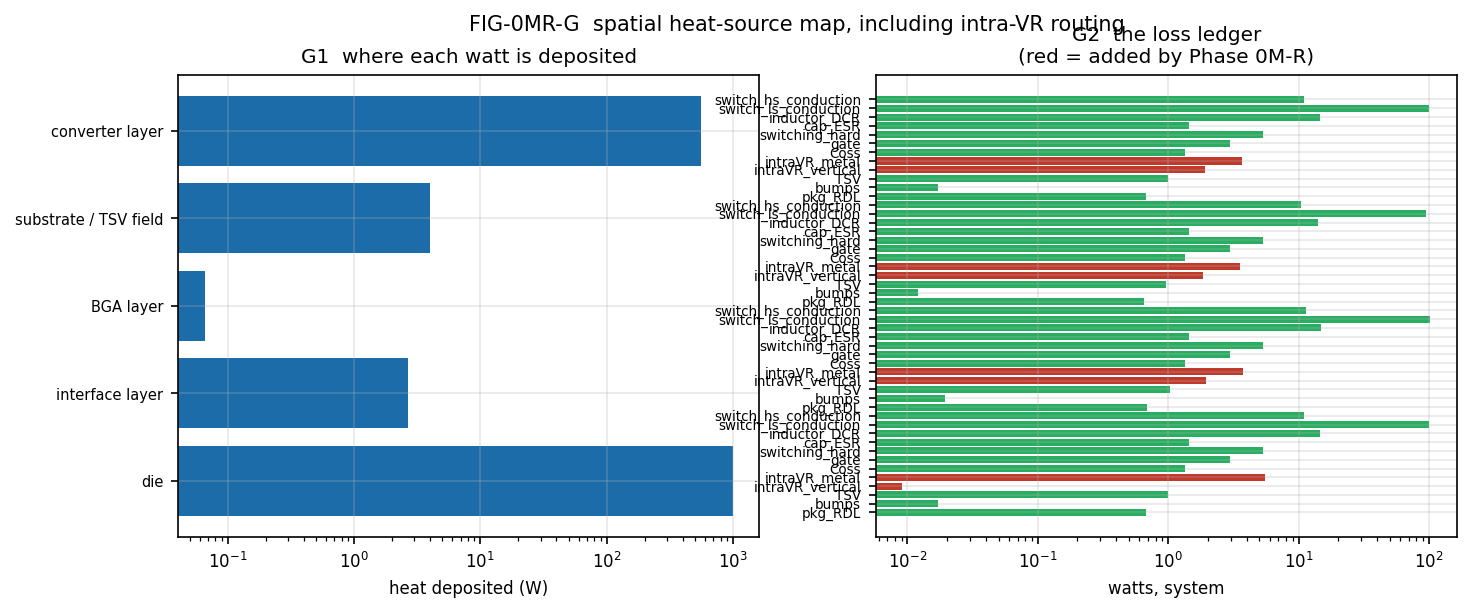 FIG-0MR-G  spatial heat-source map, including intra-VR routing
G1  where each watt is deposited
converter layer
substrate / TSV field
BGA layer
interface layer
die
10⁻¹
10⁰
10¹
10²
10³
heat deposited (W)
G2  the loss ledger
(red = added by Phase 0M-R)
switch_hs_conduction
switch_ls_conduction
inductor_DCR
cap_ESR
switching_hard
gate
Coss
intraVR_metal
intraVR_vertical
TSV
bumps
pkg_RDL
switch_hs_conduction
switch_ls_conduction
inductor_DCR
cap_ESR
switching_hard
gate
Coss
intraVR_metal
intraVR_vertical
TSV
bumps
pkg_RDL
switch_hs_conduction
switch_ls_conduction
inductor_DCR
cap_ESR
switching_hard
gate
Coss
intraVR_metal
intraVR_vertical
TSV
bumps
pkg_RDL
switch_hs_conduction
switch_ls_conduction
inductor_DCR
cap_ESR
switching_hard
gate
Coss
intraVR_metal
intraVR_vertical
TSV
bumps
pkg_RDL
10⁻²
10⁻¹
10⁰
10¹
10²
watts, system